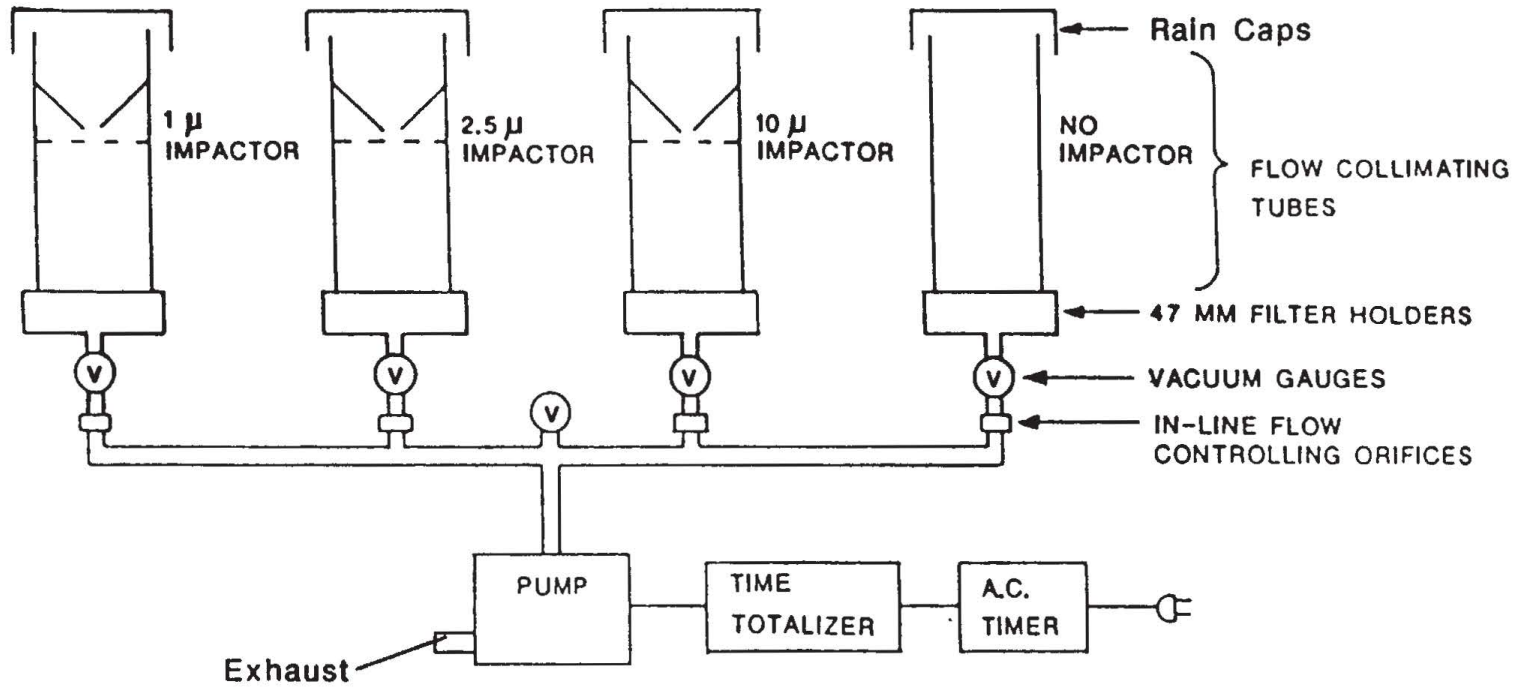 Rain Caps
1 μ
IMPACTOR
2.5 μ
IMPACTOR
10 μ
IMPACTOR
NO
IMPACTOR
FLOW COLLIMATING
TUBES
47 MM FILTER HOLDERS
V
V
V
V
VACUUM GAUGES
V
IN-LINE FLOW
CONTROLLING ORIFICES
PUMP
TIME
TOTALIZER
A.C.
TIMER
Exhaust